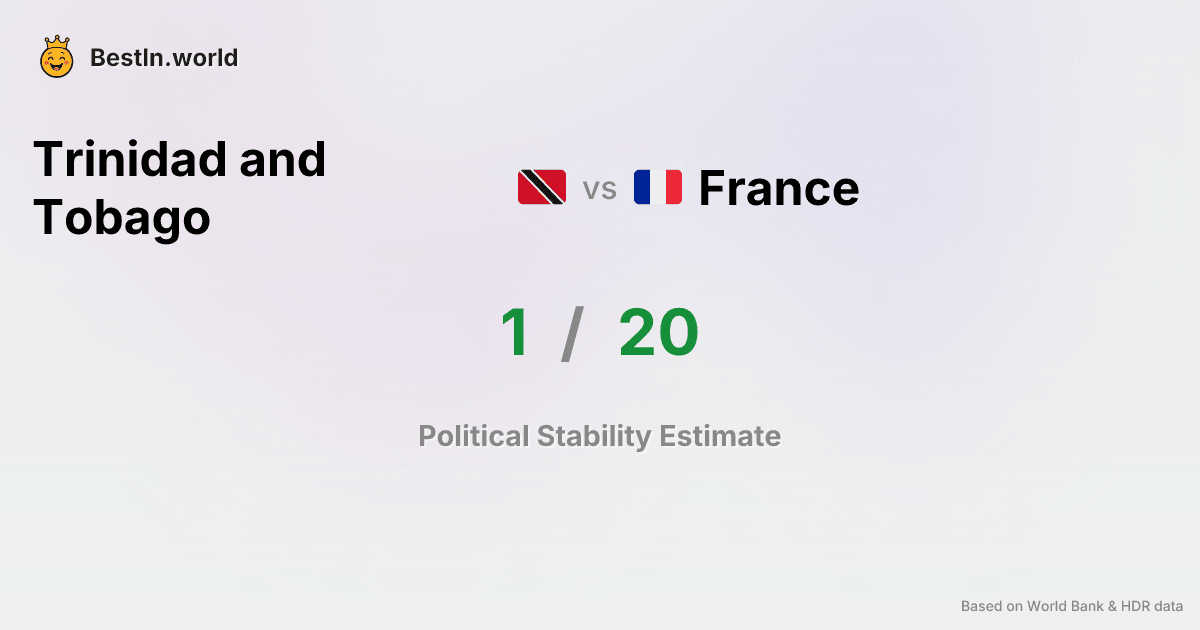 BestIn.world
Trinidad and
Tobago
vs
France
1 / 20
Political Stability Estimate
Based on World Bank & HDR data